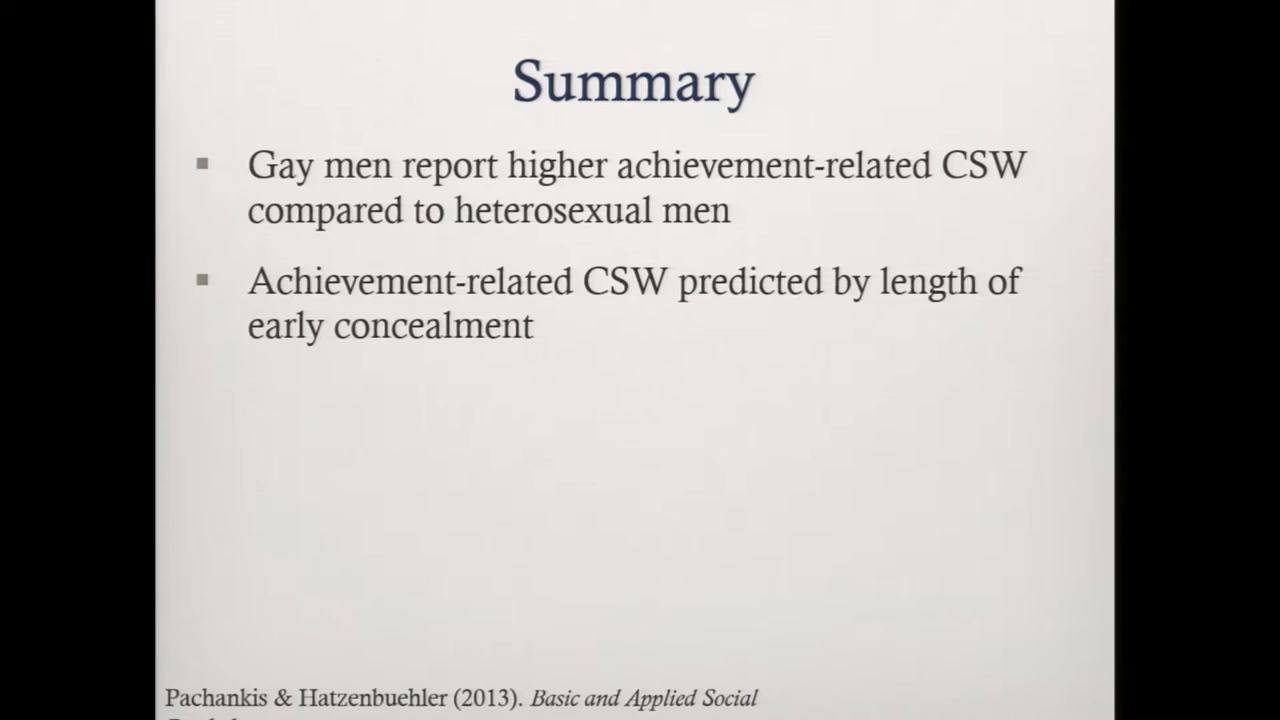 Summary
Gay men report higher achievement-related CSW
compared to heterosexual men
Achievement-related CSW predicted by length of
early concealment
Pachankis & Hatzenbuehler (2013). Basic and Applied Social